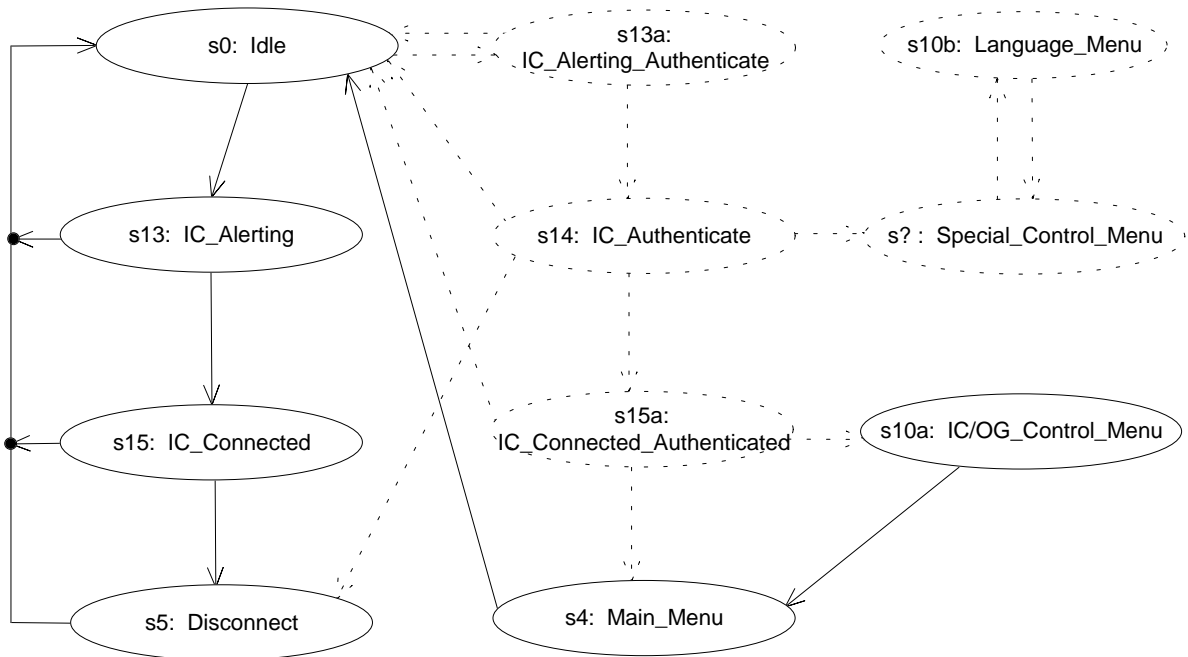 s0: Idle
s13a:
IC_Alerting_Authenticate
s10b: Language_Menu
s13: IC_Alerting
s14: IC_Authenticate
s? : Special_Control_Menu
s15: IC_Connected
s15a:
IC_Connected_Authenticated
s10a: IC/OG_Control_Menu
s5: Disconnect
s4: Main_Menu